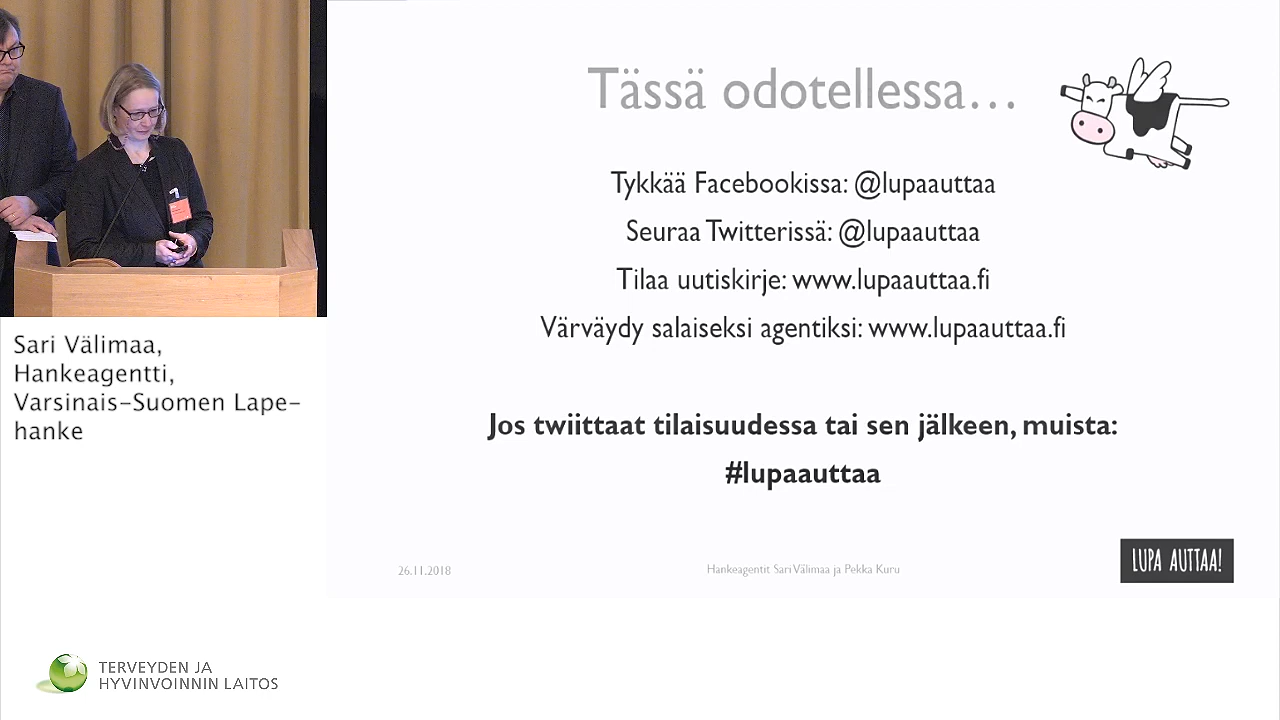 Tässä odotellessa...
Tykkää Facebookissa: @lupaauttaa
Seuraa Twitterissä: @lupaauttaa
Tilaa uutiskirje: www.lupaauttaa.fi
Värväydy salaiseksi agentiksi: www.lupaauttaa.fi
Jos twiittaat tilaisuudessa tai sen jälkeen, muista:
#lupaauttaa
26.11.2018
Hankeagentit Sari Välimaa ja Pekka Kuru
LUPA AUTTAA!
Sari Välimaa,
Hankeagentti,
Varsinais-Suomen Lape-
hanke
TERVEYDEN JA
HYVINVOINNIN LAITOS